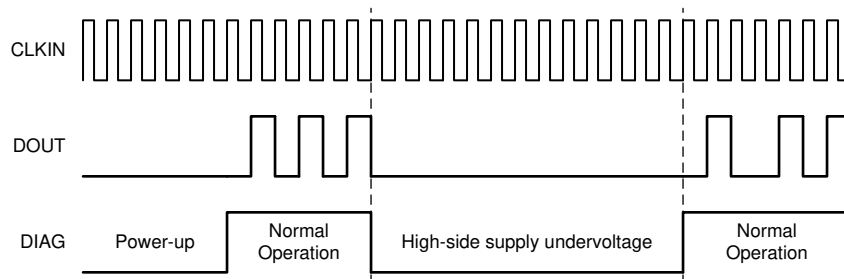 CLKIN
DOUT
DIAG
Power-up
Normal
Operation
High-side supply undervoltage
Normal
Operation